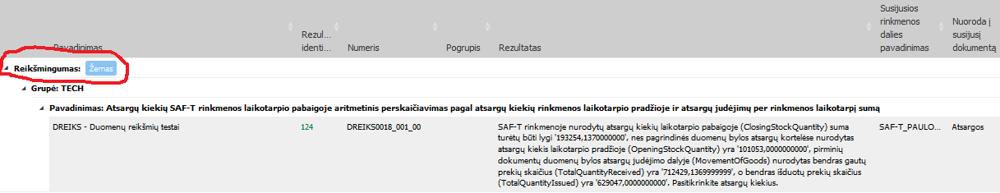 Pavadinimas
Rezul...
identi...
Numeris
Pogrupis
Rezultatas
Susijusios
rinkmenos
dalies
pavadinimas
Nuoroda į
susijusį
dokumentą
Reikšmingumas: Žemas
Grupė: TECH
Pavadinimas: Atsargų kiekių SAF-T rinkmenos laikotarpio pabaigoje aritmetinis perskaičiavimas pagal atsargų kiekių rinkmenos laikotarpio pradžioje ir atsargų judėjimų per rinkmenos laikotarpį sumą
DREIKS - Duomenų reikšmių testai
124
DREIKS0018_001_00
SAF-T rinkmenoje nurodytų atsargų kiekių laikotarpio pabaigoje (ClosingStockQuantity) suma
turėtų būti lygi '193254,1370000000', nes pagrindinės duomenų bylos atsargų kortelėse nurodytas
atsargų kiekis laikotarpio pradžioje (OpeningStockQuantity) yra '101053,0000000000', pirminių
dokumentų duomenų bylos atsargų judėjimo dalyje (MovementOfGoods) nurodytas bendras gautų
prekių skaičius (TotalQuantityReceived) yra '712429,1369999999', o bendras išduotų prekių skaičius
(TotalQuantityIssued) yra '629047,0000000000'. Pasitikrinkite atsargų kiekius.
SAF-T_PAULO...
Atsargos